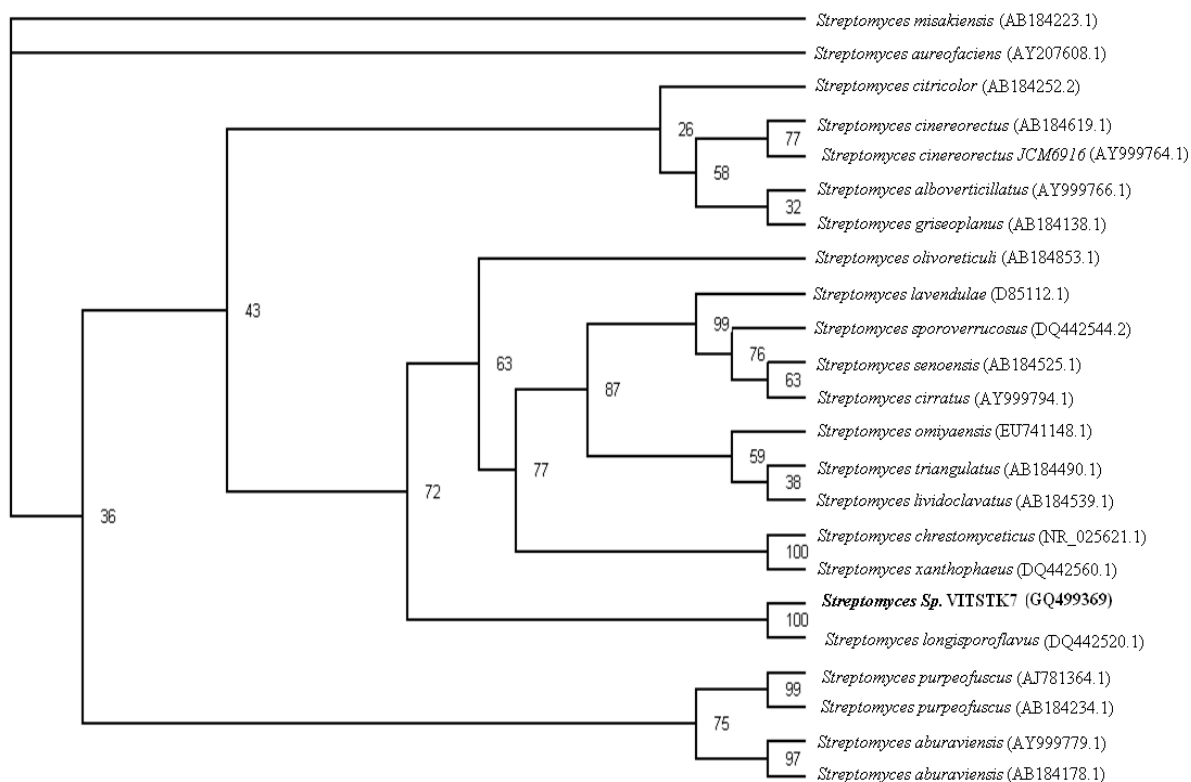 Streptomyces misakiensis (AB184223.1)
Streptomyces aureofaciens (AY207608.1)
Streptomyces citricolor (AB184252.2)
26
Streptomyces cinereorectus (AB184619.1)
77
Streptomyces cinereorectus JCM6916 (AY999764.1)
58
Streptomyces alboverticillatus (AY999766.1)
32
Streptomyces griseoplanus (AB184138.1)
Streptomyces olivoreticuli (AB184853.1)
Streptomyces lavendulae (D85112.1)
43
99
Streptomyces sporoverrucosus (DQ442544.2)
76
Streptomyces senoensis (AB184525.1)
63
63
87
Streptomyces cirratus (AY999794.1)
Streptomyces omiyaensis (EU741148.1)
59
Streptomyces triangulatus (AB184490.1)
77
38
72
Streptomyces lividoclavatus (AB184539.1)
36
Streptomyces chrestomyceticus (NR_025621.1)
100
Streptomyces xanthophaeus (DQ442560.1)
Streptomyces Sp. VITSTK7 (GQ499369)
100
Streptomyces longisporoflavus (DQ442520.1)
Streptomyces purpeofuscus (AJ781364.1)
99
Streptomyces purpeofuscus (AB184234.1)
75
Streptomyces aburaviensis (AY999779.1)
97
Streptomyces aburaviensis (AB184178.1)